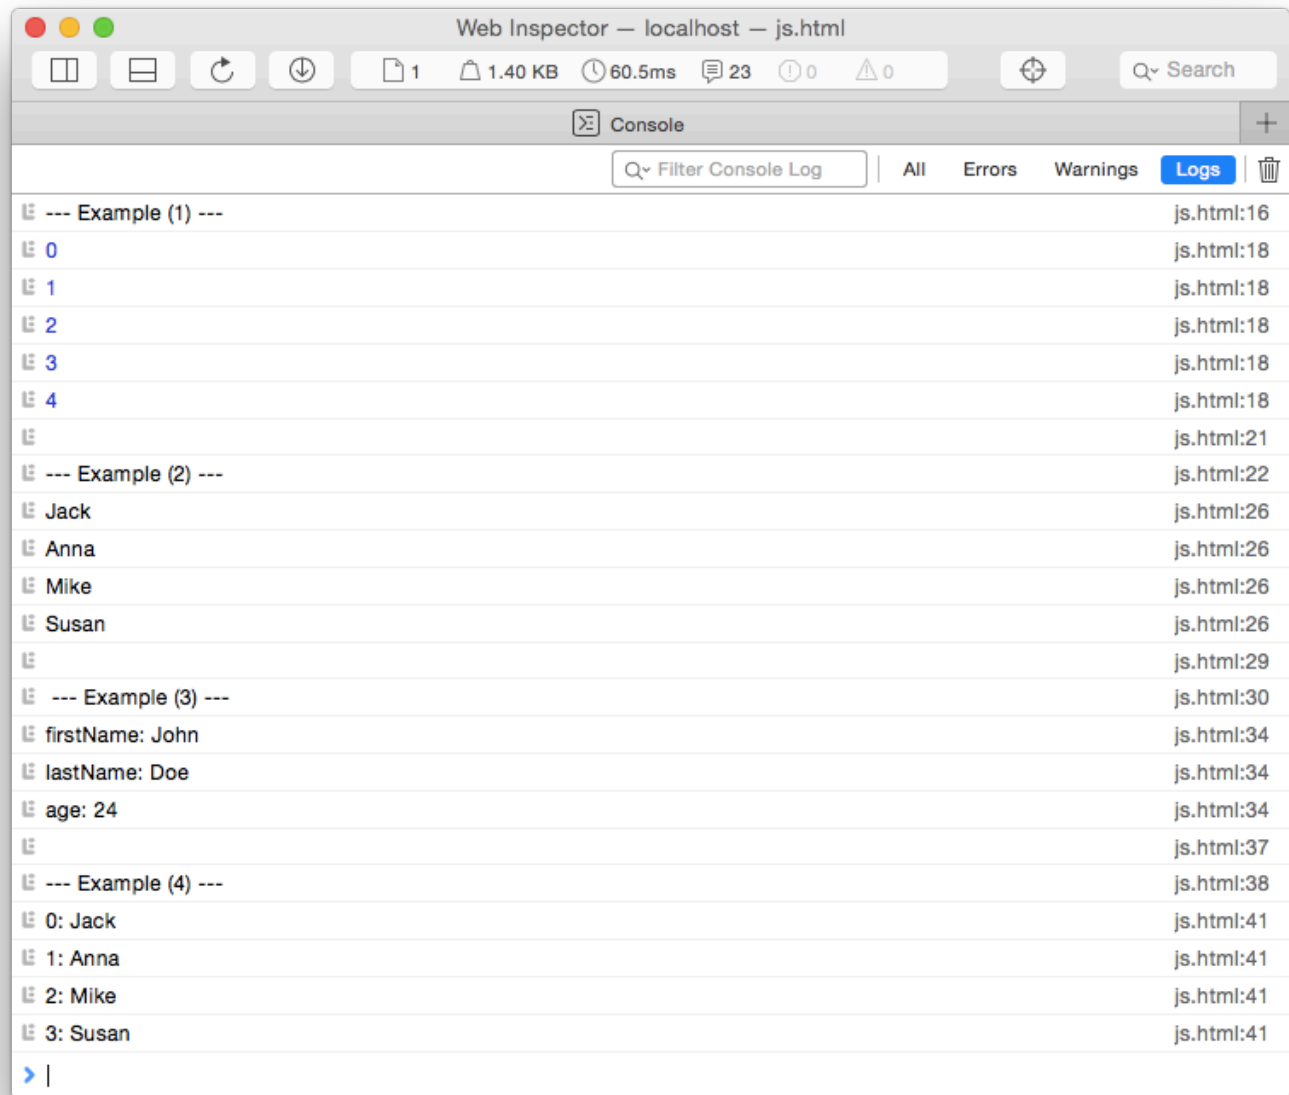 Web Inspector — localhost — js.html
1 1.40 KB 60.5ms 23 0 0 Search
Console
Filter Console Log All Errors Warnings Logs
--- Example (1) --- js.html:16
0 js.html:18
1 js.html:18
2 js.html:18
3 js.html:18
4 js.html:18
js.html:21
--- Example (2) --- js.html:22
Jack js.html:26
Anna js.html:26
Mike js.html:26
Susan js.html:26
js.html:29
--- Example (3) --- js.html:30
firstName: John js.html:34
lastName: Doe js.html:34
age: 24 js.html:34
js.html:37
--- Example (4) --- js.html:38
0: Jack js.html:41
1: Anna js.html:41
2: Mike js.html:41
3: Susan js.html:41